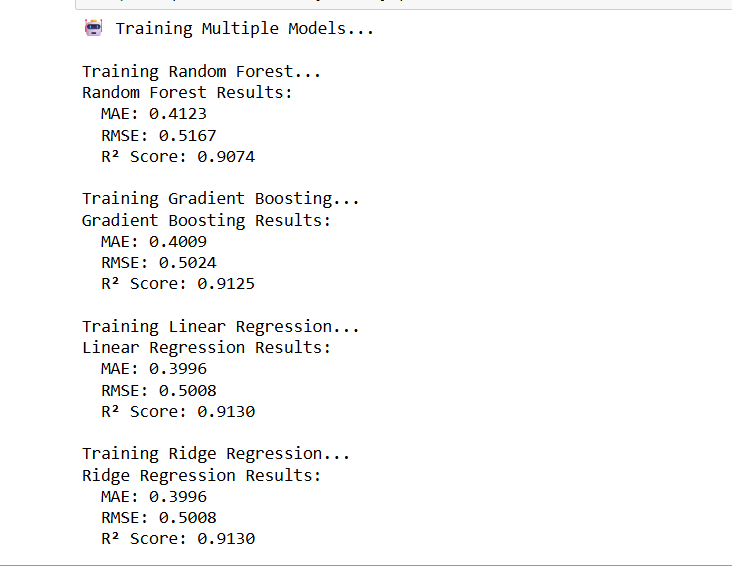 🤖 Training Multiple Models...
Training Random Forest...
Random Forest Results:
MAE: 0.4123
RMSE: 0.5167
R² Score: 0.9074
Training Gradient Boosting...
Gradient Boosting Results:
MAE: 0.4009
RMSE: 0.5024
R² Score: 0.9125
Training Linear Regression...
Linear Regression Results:
MAE: 0.3996
RMSE: 0.5008
R² Score: 0.9130
Training Ridge Regression...
Ridge Regression Results:
MAE: 0.3996
RMSE: 0.5008
R² Score: 0.9130